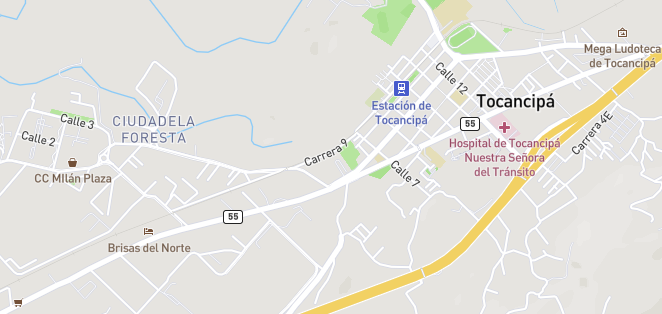 Mega Ludoteca
de Tocancipá
Calle 12
Estación de
Tocancipá
Tocancipá
55
Calle 3
CIUDADELA
FORESTA
Calle 2
Carrera 9
Hospital de Tocancipá
Nuestra Señora
del Tránsito
Carrera 4E
CC MIlán Plaza
Calle 7
55
Brisas del Norte